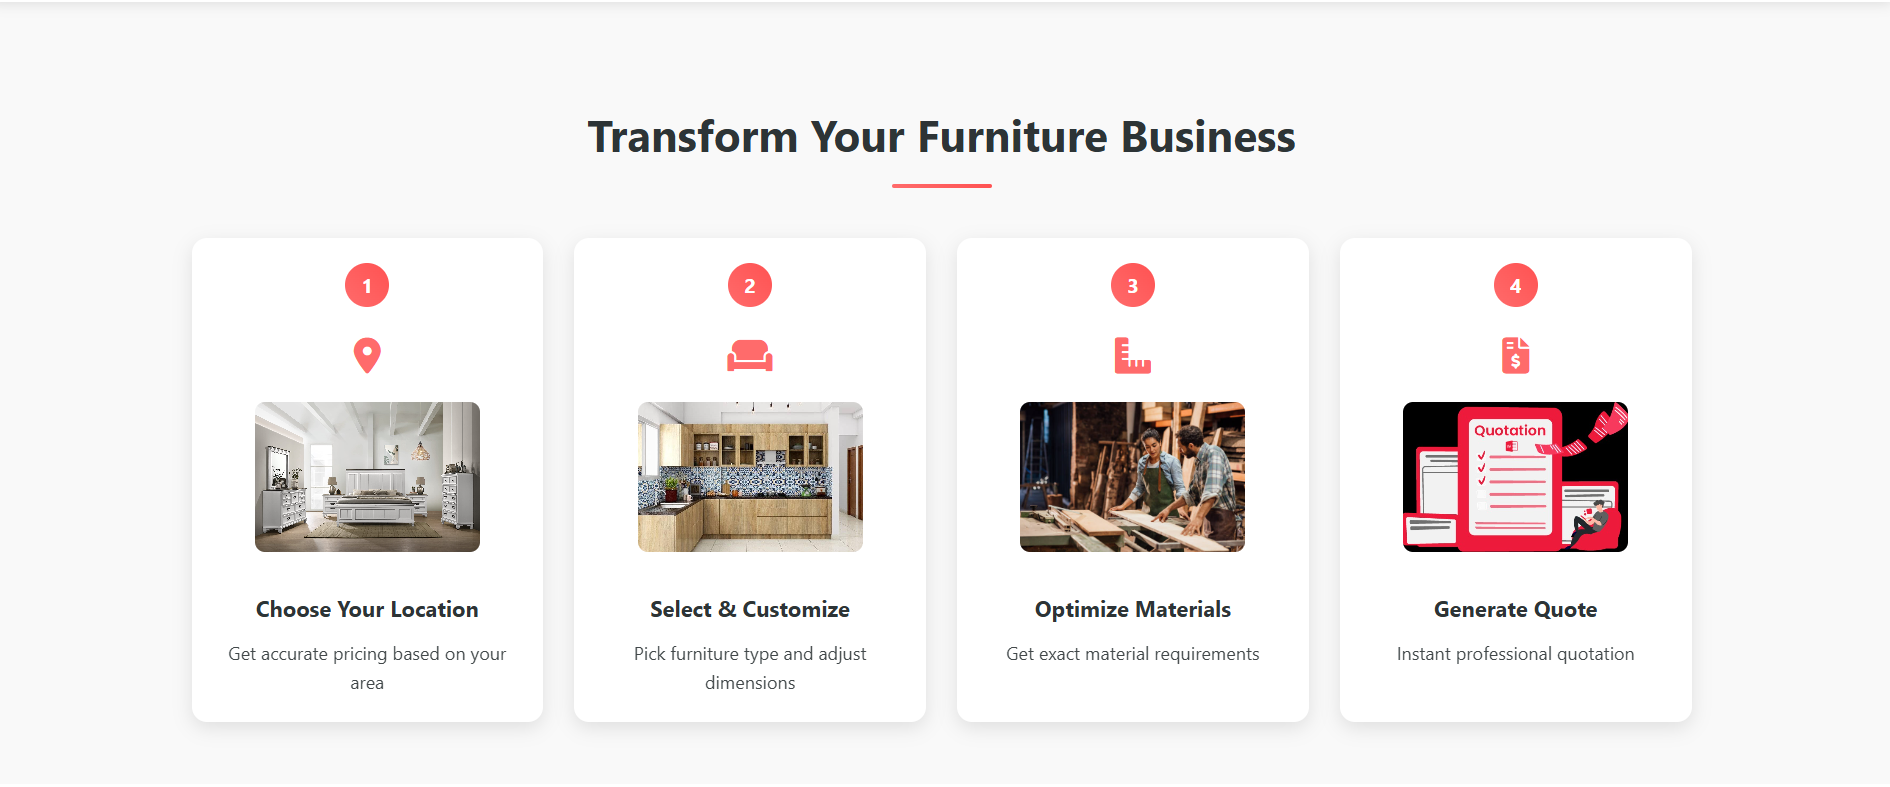 Transform Your Furniture Business
1
Choose Your Location
Get accurate pricing based on your
area
2
Select & Customize
Pick furniture type and adjust
dimensions
3
Optimize Materials
Get exact material requirements
4
$
Quotation
Generate Quote
Instant professional quotation